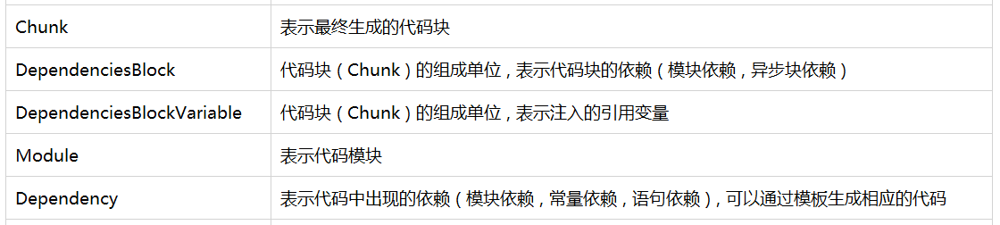 Chunk 表示最终生成的代码块
DependenciesBlock 代码块（Chunk）的组成单位，表示代码块的依赖（模块依赖，异步块依赖）
DependenciesBlockVariable 代码块（Chunk）的组成单位，表示注入的引用变量
Module 表示代码模块
Dependency 表示代码中出现的依赖（模块依赖，常量依赖，语句依赖），可以通过模板生成相应的代码